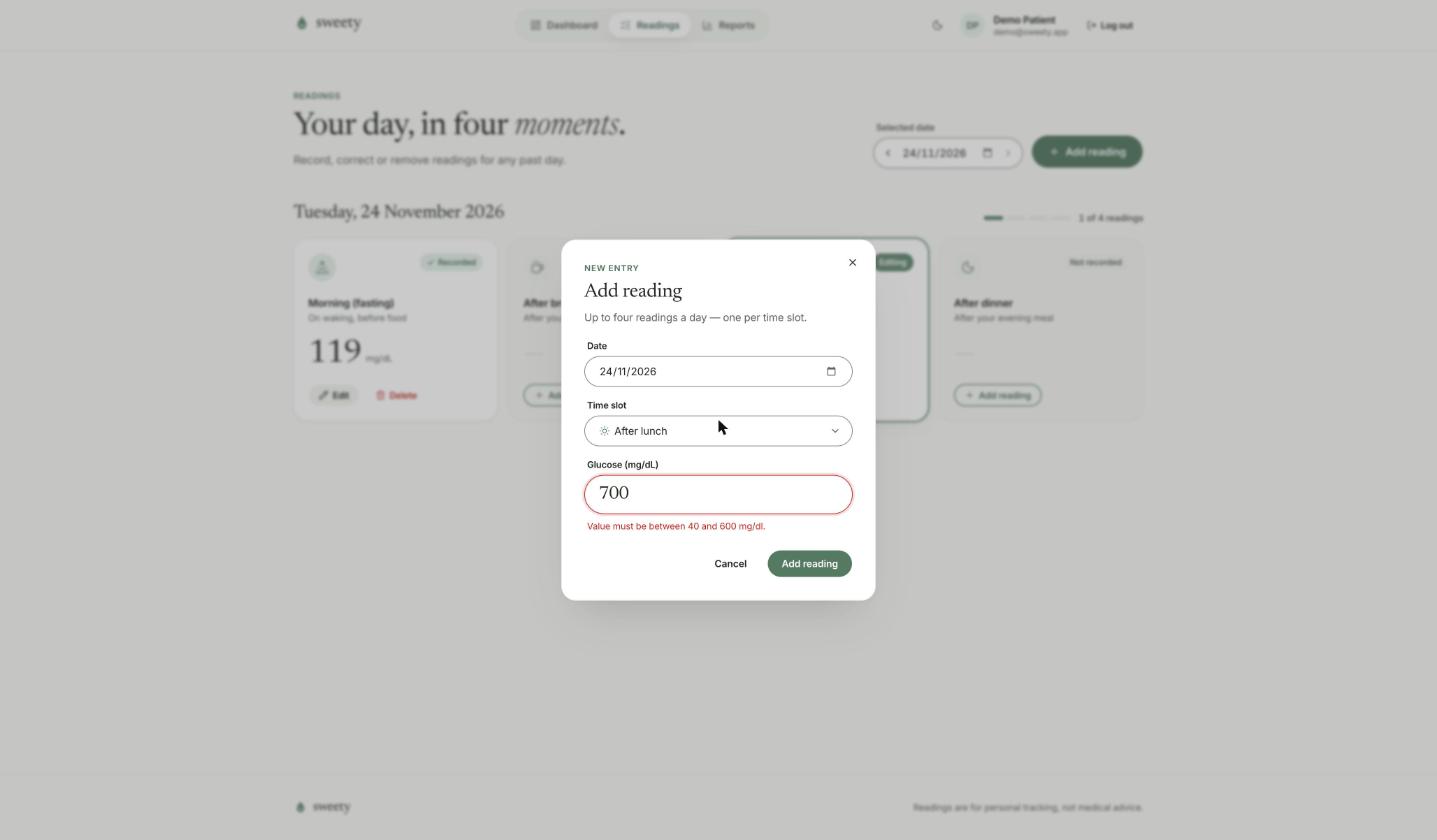 sweety
Dashboard
Readings
Reports
DP
Demo Patient
demo@sweety.app
Log out
READINGS
Your day, in four moments.
Record, correct or remove readings for any past day.
Selected date
24/11/2026
Add reading
Tuesday, 24 November 2026
1 of 4 readings
Recorded
Morning (fasting)
On waking, before food
119 mg/dL
Edit
Delete
After
After
Editing
Not recorded
After dinner
After your evening meal
—
Add reading
NEW ENTRY
Add reading
Up to four readings a day — one per time slot.
Date
24/11/2026
Time slot
After lunch
Glucose (mg/dL)
700
Value must be between 40 and 600 mg/dl.
Cancel
Add reading
sweety
Readings are for personal tracking, not medical advice.